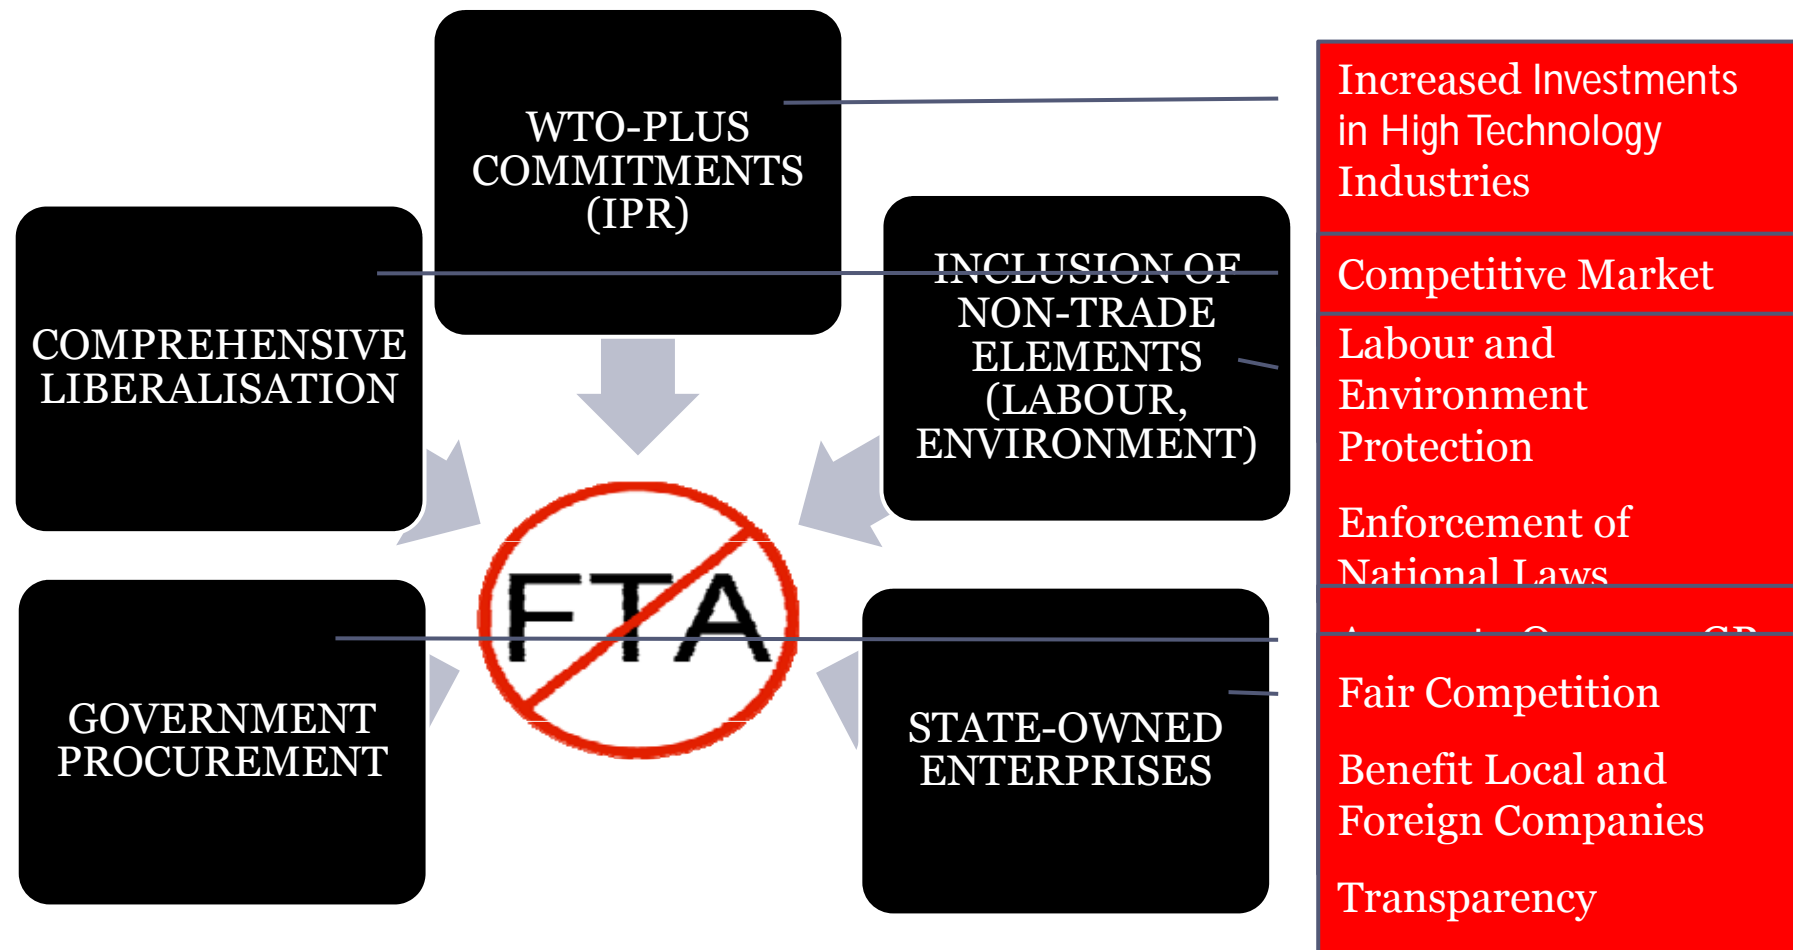 WTO-PLUS
COMMITMENTS
(IPR)
COMPREHENSIVE
LIBERALISATION
INCLUSION OF
NON-TRADE
ELEMENTS
(LABOUR,
ENVIRONMENT)
FTA
GOVERNMENT
PROCUREMENT
STATE-OWNED
ENTERPRISES
Increased Investments
in High Technology
Industries
Competitive Market
Labour and
Environment
Protection
Enforcement of
National Laws
Fair Competition
Benefit Local and
Foreign Companies
Transparency